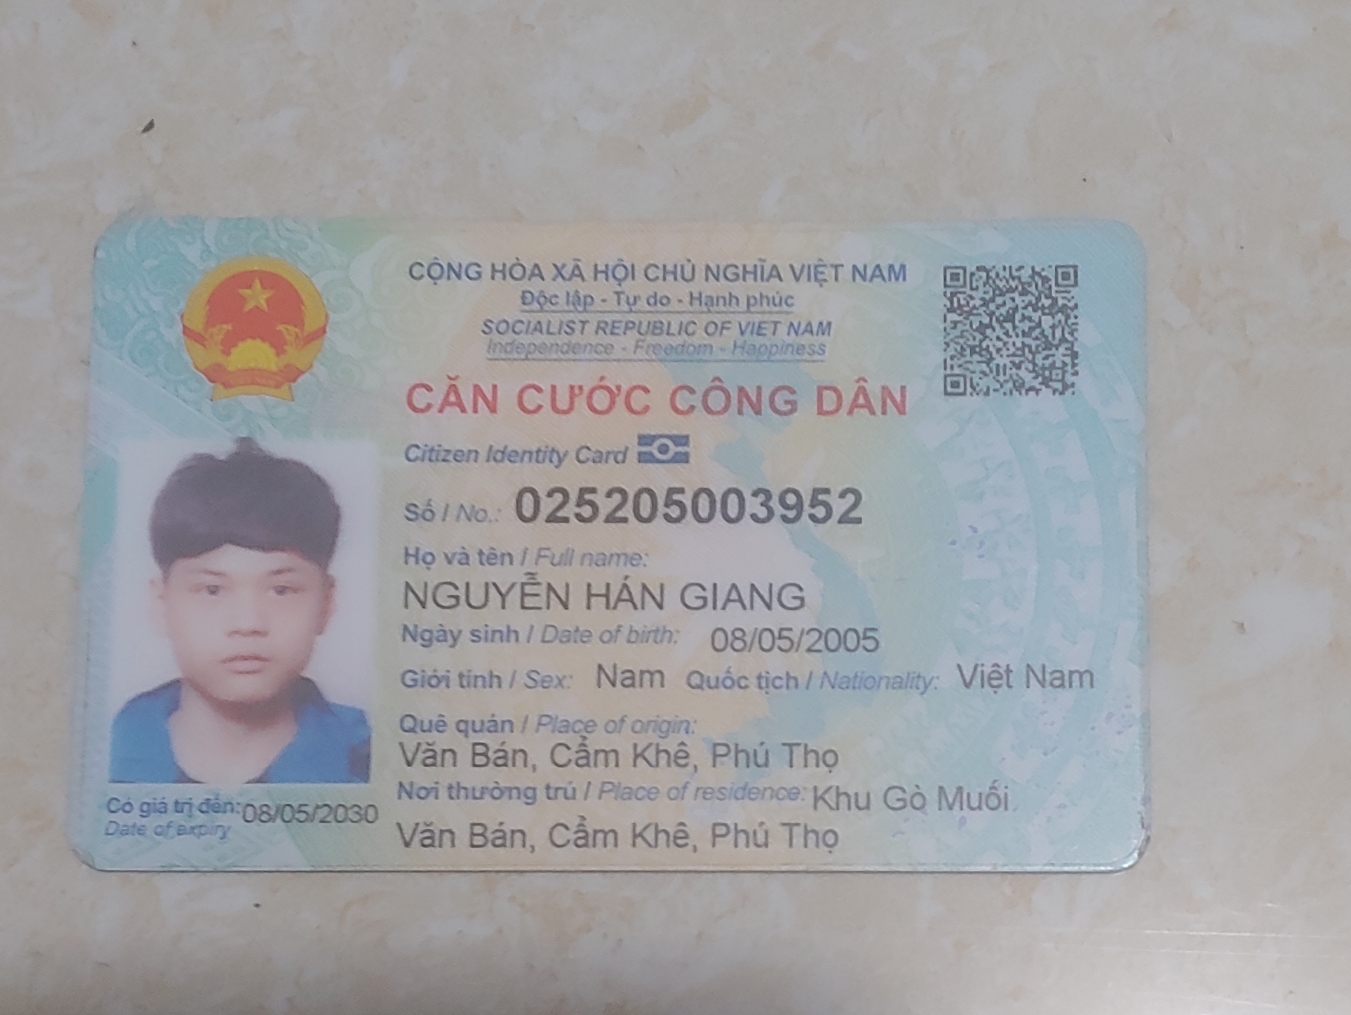 CỘNG HÒA XÃ HỘI CHỦ NGHĨA VIỆT NAM
Độc lập - Tự do - Hạnh phúc
SOCIALIST REPUBLIC OF VIET NAM
Independence - Freedom - Happiness
CĂN CƯỚC CÔNG DÂN
Citizen Identity Card
Số / No.: 025205003952
Họ và tên / Full name:
NGUYỄN HÁN GIANG
Ngày sinh / Date of birth: 08/05/2005
Giới tính / Sex: Nam Quốc tịch / Nationality: Việt Nam
Quê quán / Place of origin:
Văn Bán, Cẩm Khê, Phú Thọ
Nơi thường trú / Place of residence: Khu Gò Muối
Văn Bán, Cẩm Khê, Phú Thọ
Có giá trị đến: 08/05/2030
Date of expiry